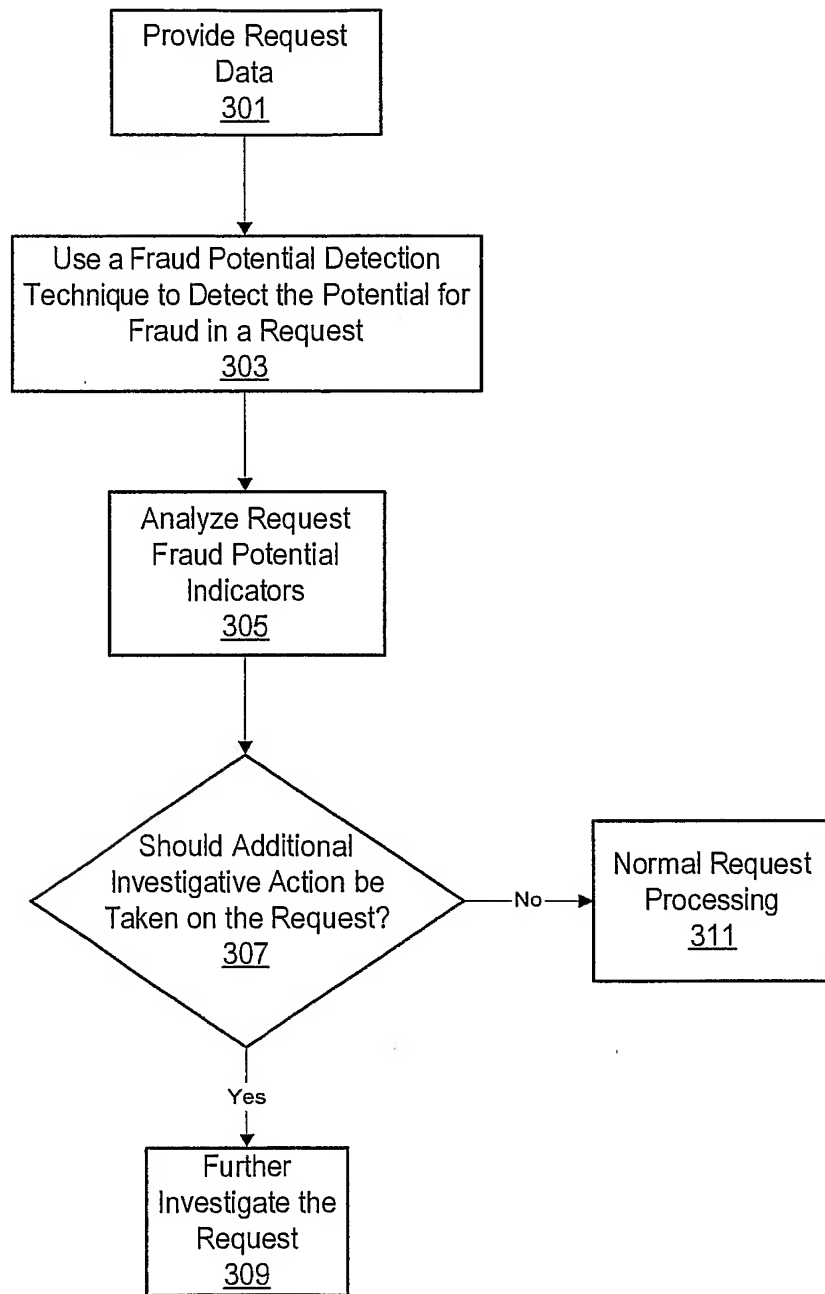 Provide Request
Data
301
Use a Fraud Potential Detection
Technique to Detect the Potential for
Fraud in a Request
303
Analyze Request
Fraud Potential
Indicators
305
Should Additional
Investigative Action be
Taken on the Request?
307
No
Normal Request
Processing
311
Yes
Further
Investigate the
Request
309